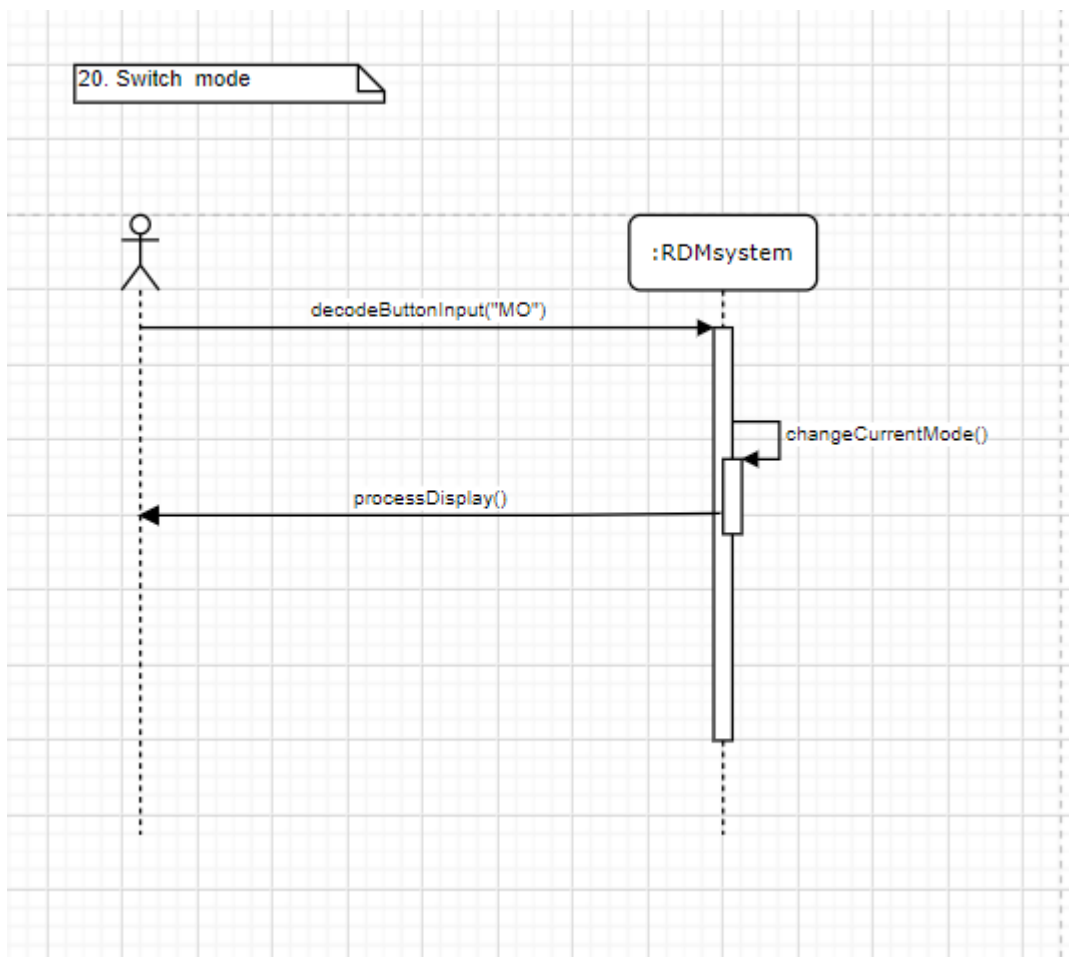 20. Switch  mode
:RDMsystem
decodeButtonInput("MO")
changeCurrentMode()
processDisplay()